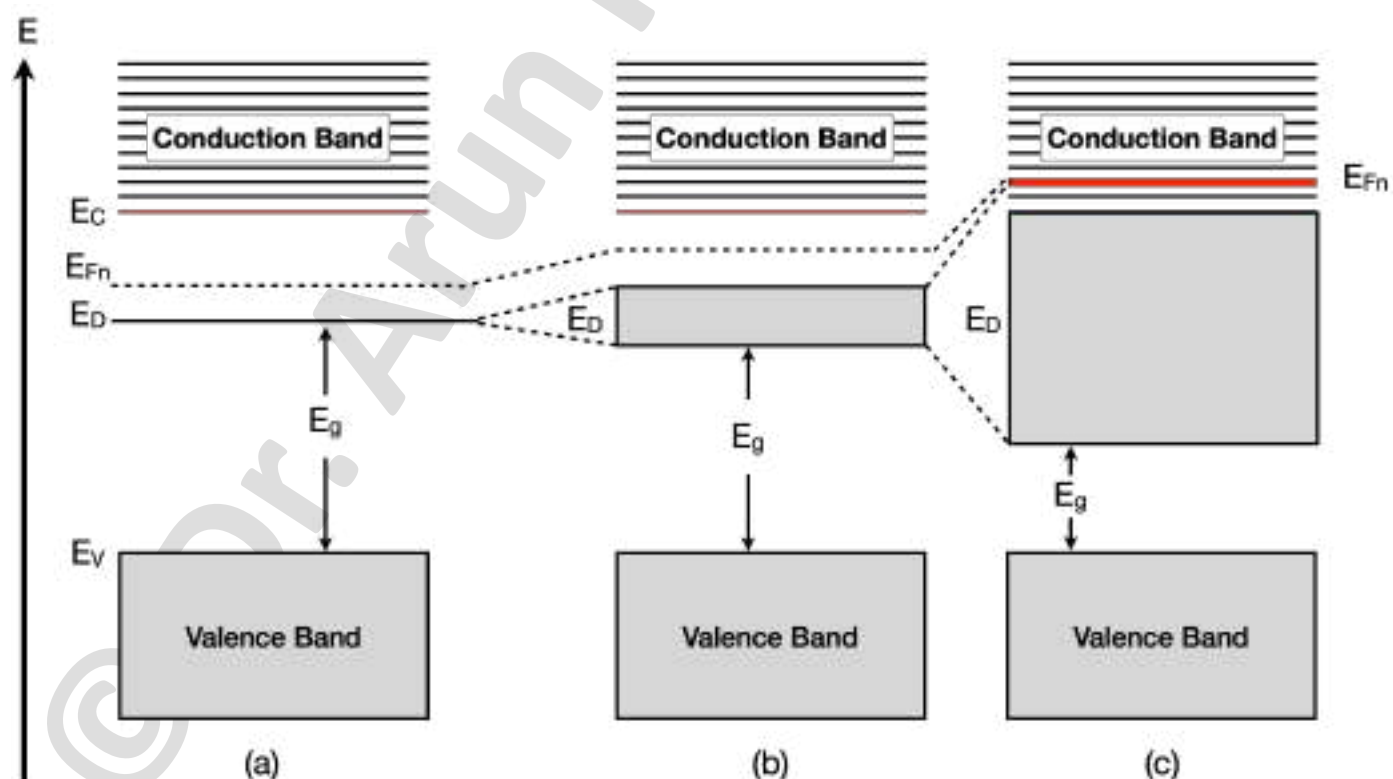 E
Conduction Band
Conduction Band
Conduction Band
E_Fn
E_C
E_Fn
E_D
E_D
E_D
E_g
E_g
E_g
E_V
Valence Band
Valence Band
Valence Band
(a)
(b)
(c)
© Dr. Arun